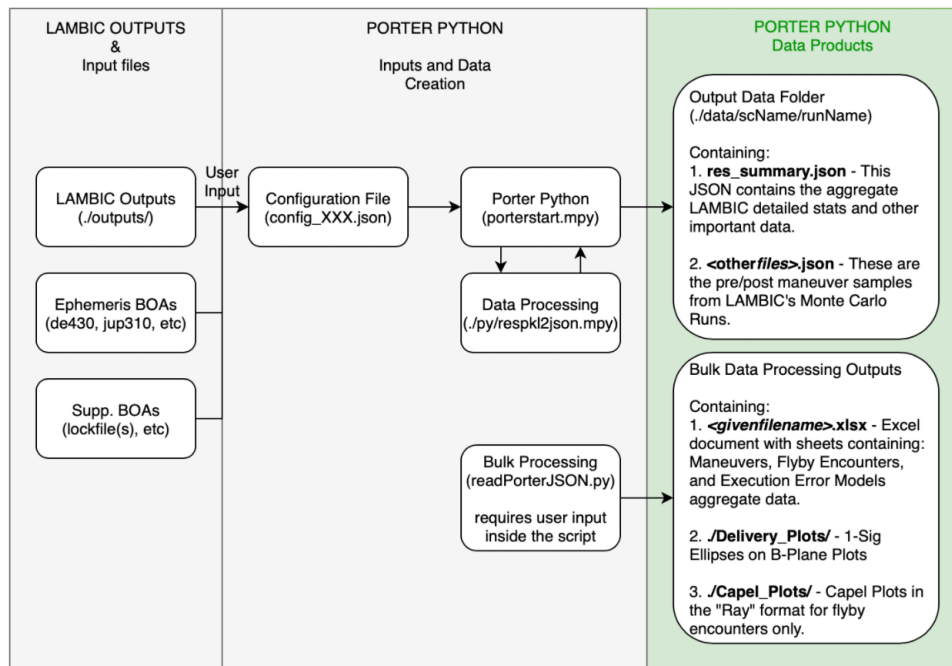 LAMBIC OUTPUTS
&
Input files
PORTER PYTHON
Inputs and Data
Creation
PORTER PYTHON
Data Products
LAMBIC Outputs
(./outputs/)
User
Input
Configuration File
(config_XXX.json)
Porter Python
(porterstart.mpy)
Ephemeris BOAs
(de430, jup310, etc)
Data Processing
(./py/respkl2json.mpy)
Supp. BOAs
(lockfile(s), etc)
Bulk Processing
(readPorterJSON.py)
requires user input
inside the script
Output Data Folder
(./data/scName/runName)
Containing:
1. res_summary.json - This
JSON contains the aggregate
LAMBIC detailed stats and other
important data.
2. <otherfiles>.json - These are
the pre/post maneuver samples
from LAMBIC's Monte Carlo
Runs.
Bulk Data Processing Outputs
Containing:
1. <givenfilename>.xlsx - Excel
document with sheets containing:
Maneuvers, Flyby Encounters,
and Execution Error Models
aggregate data.
2. ./Delivery_Plots/ - 1-Sig
Ellipses on B-Plane Plots
3. ./Capel_Plots/ - Capel Plots in
the "Ray" format for flyby
encounters only.